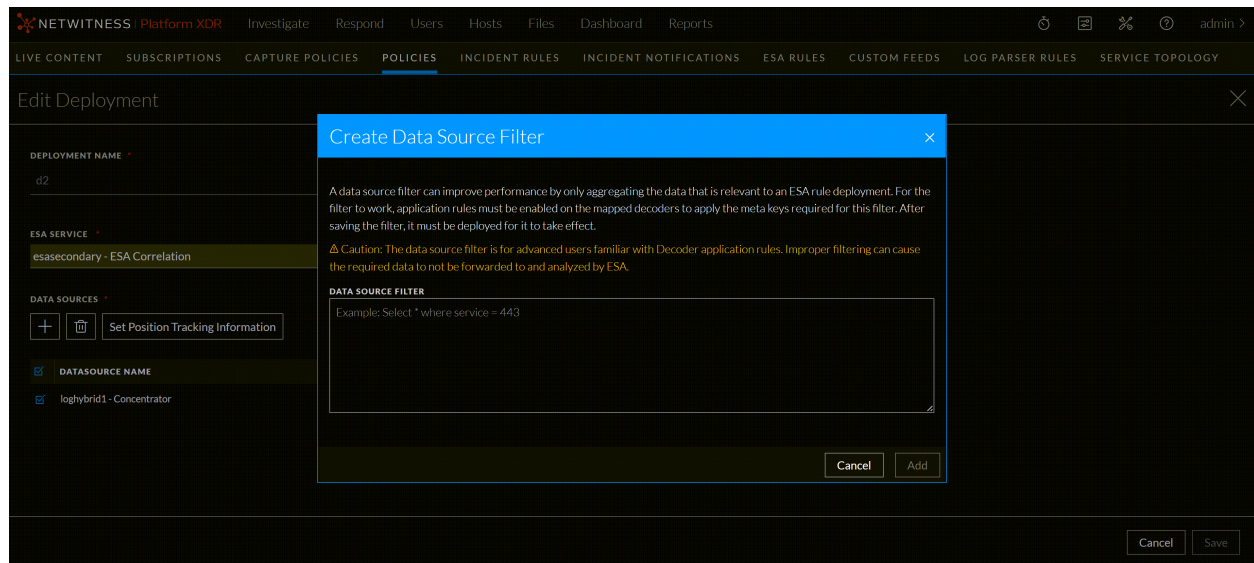 NETWITNESS Platform XDR Investigate Respond Users Hosts Files Dashboard Reports admin >
LIVE CONTENT SUBSCRIPTIONS CAPTURE POLICIES POLICIES INCIDENT RULES INCIDENT NOTIFICATIONS ESA RULES CUSTOM FEEDS LOG PARSER RULES SERVICE TOPOLOGY
Edit Deployment
DEPLOYMENT NAME *
d2
ESA SERVICE *
esasecondary - ESA Correlation
DATA SOURCES *
Set Position Tracking Information
DATASOURCE NAME
loghybrid1 - Concentrator
Create Data Source Filter
A data source filter can improve performance by only aggregating the data that is relevant to an ESA rule deployment. For the
filter to work, application rules must be enabled on the mapped decoders to apply the meta keys required for this filter. After
saving the filter, it must be deployed for it to take effect.
⚠ Caution: The data source filter is for advanced users familiar with Decoder application rules. Improper filtering can cause
the required data to not be forwarded to and analyzed by ESA.
DATA SOURCE FILTER
Example: Select * where service = 443
Cancel Add
Cancel Save